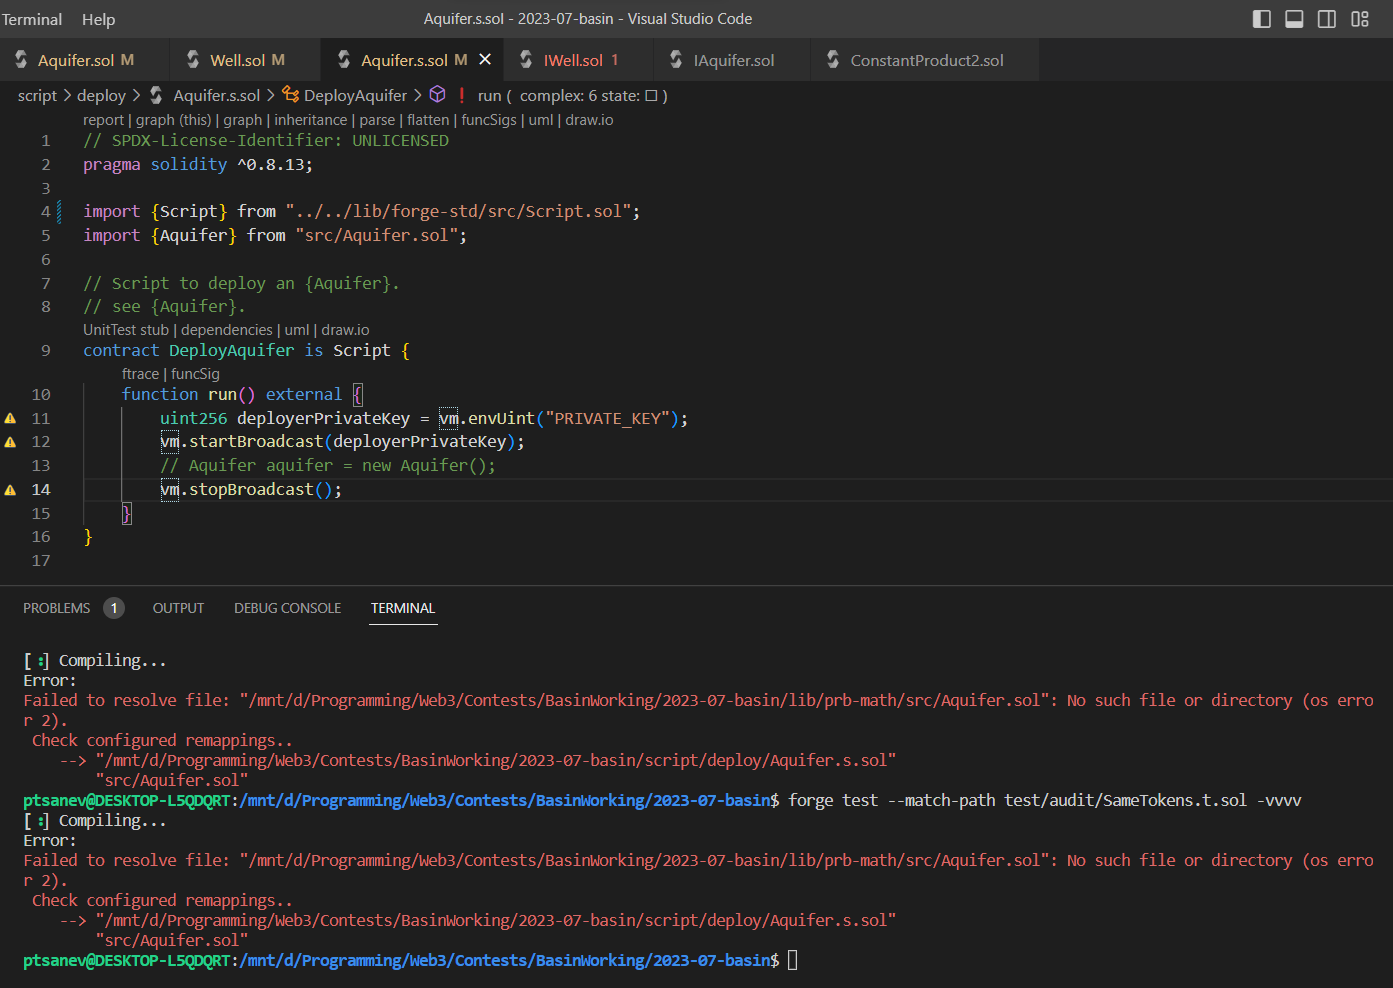 Terminal Help Aquifer.s.sol - 2023-07-basin - Visual Studio Code
Aquifer.sol M Well.sol M Aquifer.s.sol M IWell.sol 1 IAquifer.sol ConstantProduct2.sol
script > deploy > Aquifer.s.sol > DeployAquifer > run ( complex: 6 state: )
report | graph (this) | graph | inheritance | parse | flatten | funcSigs | uml | draw.io
1 // SPDX-License-Identifier: UNLICENSED
2 pragma solidity ^0.8.13;
3
4 import {Script} from "../../lib/forge-std/src/Script.sol";
5 import {Aquifer} from "src/Aquifer.sol";
6
7 // Script to deploy an {Aquifer}.
8 // see {Aquifer}.
UnitTest stub | dependencies | uml | draw.io
9 contract DeployAquifer is Script {
ftrace | funcSig
10 function run() external {
11 uint256 deployerPrivateKey = vm.envUint("PRIVATE_KEY");
12 vm.startBroadcast(deployerPrivateKey);
13 // Aquifer aquifer = new Aquifer();
14 vm.stopBroadcast();
15 }
16 }
17
PROBLEMS 1 OUTPUT DEBUG CONSOLE TERMINAL
[⠰] Compiling...
Error:
Failed to resolve file: "/mnt/d/Programming/Web3/Contests/BasinWorking/2023-07-basin/lib/prb-math/src/Aquifer.sol": No such file or directory (os erro
r 2).
Check configured remappings..
--> "/mnt/d/Programming/Web3/Contests/BasinWorking/2023-07-basin/script/deploy/Aquifer.s.sol"
"src/Aquifer.sol"
ptsanev@DESKTOP-L5QDQRT:/mnt/d/Programming/Web3/Contests/BasinWorking/2023-07-basin$ forge test --match-path test/audit/SameTokens.t.sol -vvvv
[⠰] Compiling...
Error:
Failed to resolve file: "/mnt/d/Programming/Web3/Contests/BasinWorking/2023-07-basin/lib/prb-math/src/Aquifer.sol": No such file or directory (os erro
r 2).
Check configured remappings..
--> "/mnt/d/Programming/Web3/Contests/BasinWorking/2023-07-basin/script/deploy/Aquifer.s.sol"
"src/Aquifer.sol"
ptsanev@DESKTOP-L5QDQRT:/mnt/d/Programming/Web3/Contests/BasinWorking/2023-07-basin$